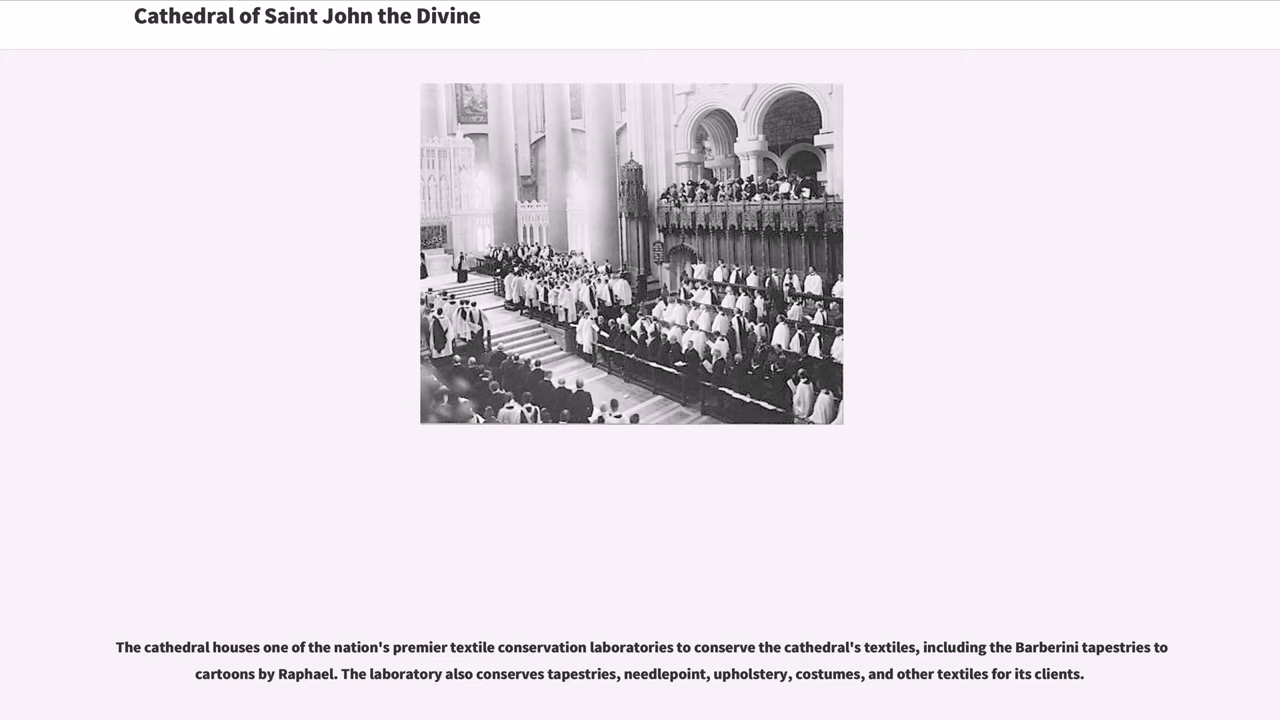 Cathedral of Saint John the Divine
The cathedral houses one of the nation's premier textile conservation laboratories to conserve the cathedral's textiles, including the Barberini tapestries to
cartoons by Raphael. The laboratory also conserves tapestries, needlepoint, upholstery, costumes, and other textiles for its clients.